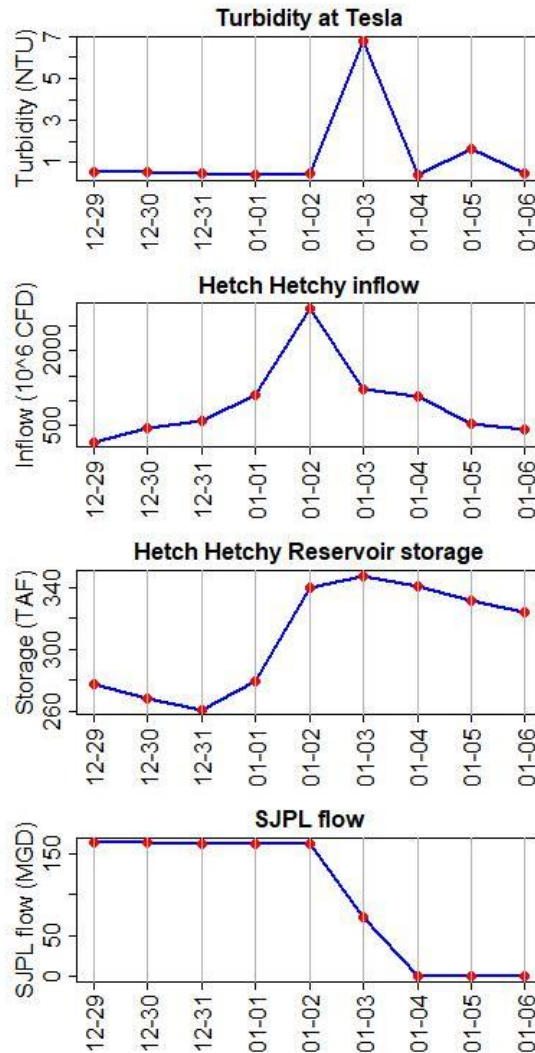 Turbidity at Tesla
Turbidity (NTU)
7
5
3
1
12-29 12-30 12-31 01-01 01-02 01-03 01-04 01-05 01-06
Hetch Hetchy inflow
Inflow (10^6 CFD)
2000
500
12-29 12-30 12-31 01-01 01-02 01-03 01-04 01-05 01-06
Hetch Hetchy Reservoir storage
Storage (TAF)
340
300
260
12-29 12-30 12-31 01-01 01-02 01-03 01-04 01-05 01-06
SJPL flow
SJPL flow (MGD)
150
50
0
12-29 12-30 12-31 01-01 01-02 01-03 01-04 01-05 01-06